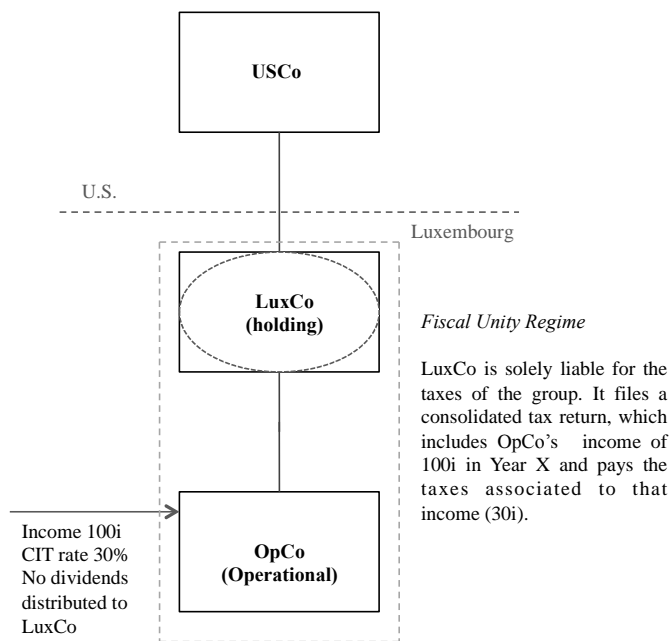 USCo
U.S.
Luxembourg
LuxCo
(holding)
Fiscal Unity Regime
LuxCo is solely liable for the
taxes of the group. It files a
consolidated tax return, which
includes OpCo’s income of
100i in Year X and pays the
taxes associated to that
income (30i).
Income 100i
CIT rate 30%
No dividends
distributed to
LuxCo
OpCo
(Operational)